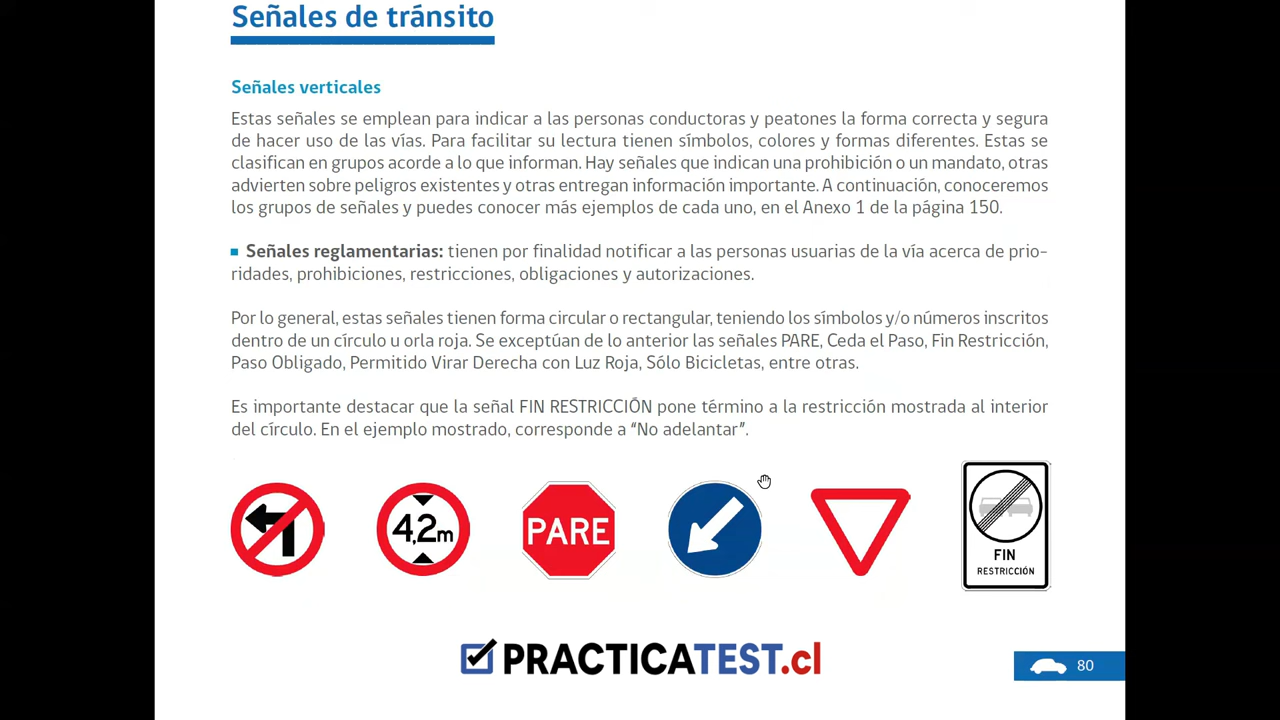 Señales de tránsito
Señales verticales
Estas señales se emplean para indicar a las personas conductoras y peatones la forma correcta y segura
de hacer uso de las vías. Para facilitar su lectura tienen símbolos, colores y formas diferentes. Estas se
clasifican en grupos acorde a lo que informan. Hay señales que indican una prohibición o un mandato, otras
advierten sobre peligros existentes y otras entregan información importante. A continuación, conoceremos
los grupos de señales y puedes conocer más ejemplos de cada uno, en el Anexo 1 de la página 150.
Señales reglamentarias: tienen por finalidad notificar a las personas usuarias de la vía acerca de prio-
ridades, prohibiciones, restricciones, obligaciones y autorizaciones.
Por lo general, estas señales tienen forma circular o rectangular, teniendo los símbolos y/o números inscritos
dentro de un círculo u orla roja. Se exceptúan de lo anterior las señales PARE, Ceda el Paso, Fin Restricción,
Paso Obligado, Permitido Virar Derecha con Luz Roja, Sólo Bicicletas, entre otras.
Es importante destacar que la señal FIN RESTRICCIÓN pone término a la restricción mostrada al interior
del círculo. En el ejemplo mostrado, corresponde a “No adelantar”.
4,2m
PARE
FIN
RESTRICCIÓN
PRACTICATEST.cl
80